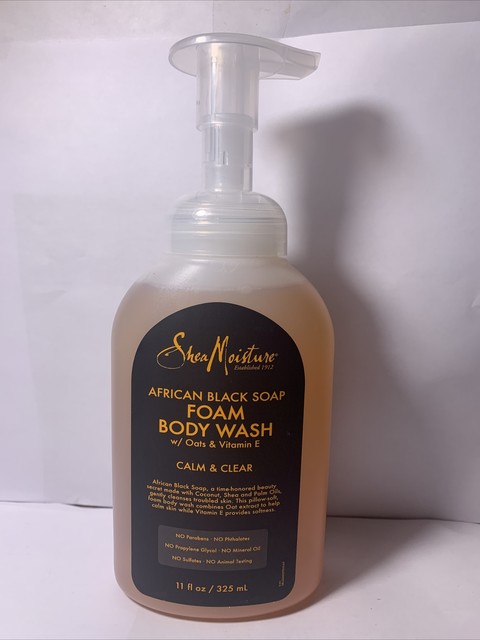 Shea Moisture™
Established 1912
AFRICAN BLACK SOAP
FOAM
BODY WASH
w/ Oats & Vitamin E
CALM & CLEAR
African Black Soap, a time-honored beauty
secret made with Coconut, Shea and Palm Oils,
gently cleanses troubled skin. This pillow-soft,
foam body wash combines Oat extract to help
calm skin while Vitamin E provides softness.
NO Parabens · NO Phthalates
NO Propylene Glycol · NO Mineral Oil
NO Sulfates · NO Animal Testing
11 fl oz / 325 mL